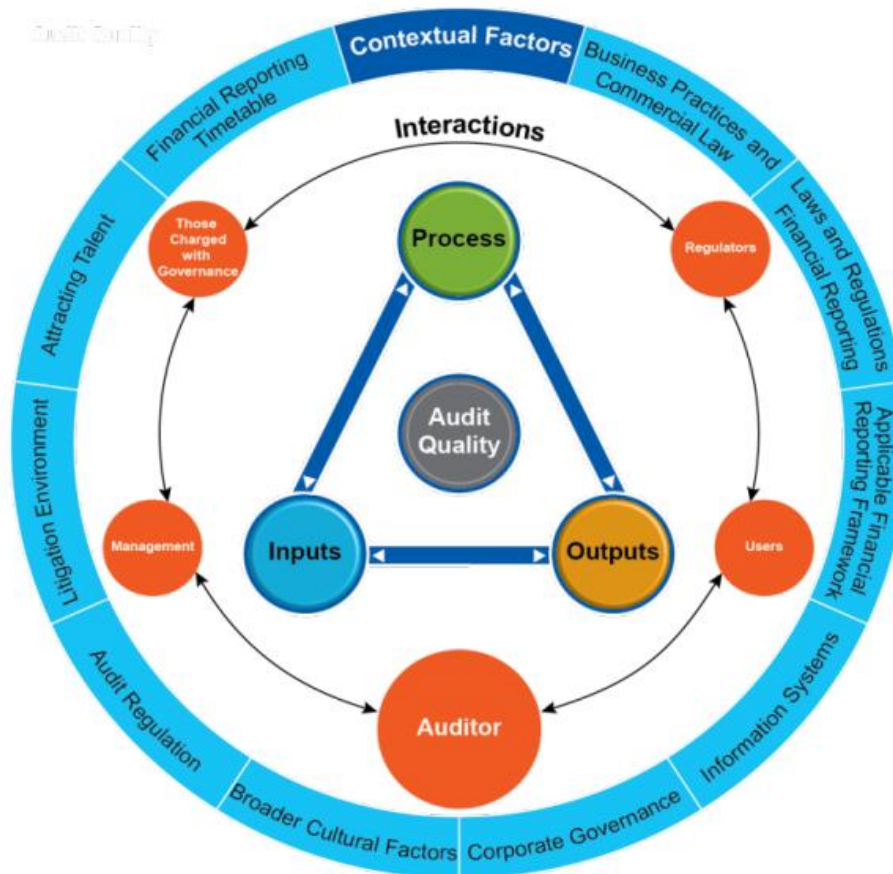 Contextual Factors
Business Practices and
Commercial Law
Laws and Regulations
Financial Reporting
Applicable Financial
Reporting Framework
Information Systems
Corporate Governance
Broader Cultural Factors
Audit Regulation
Litigation Environment
Attracting Talent
Financial Reporting
Timetable
Interactions
Those
Charged
with
Governance
Regulators
Process
Audit
Quality
Inputs
Outputs
Management
Users
Auditor